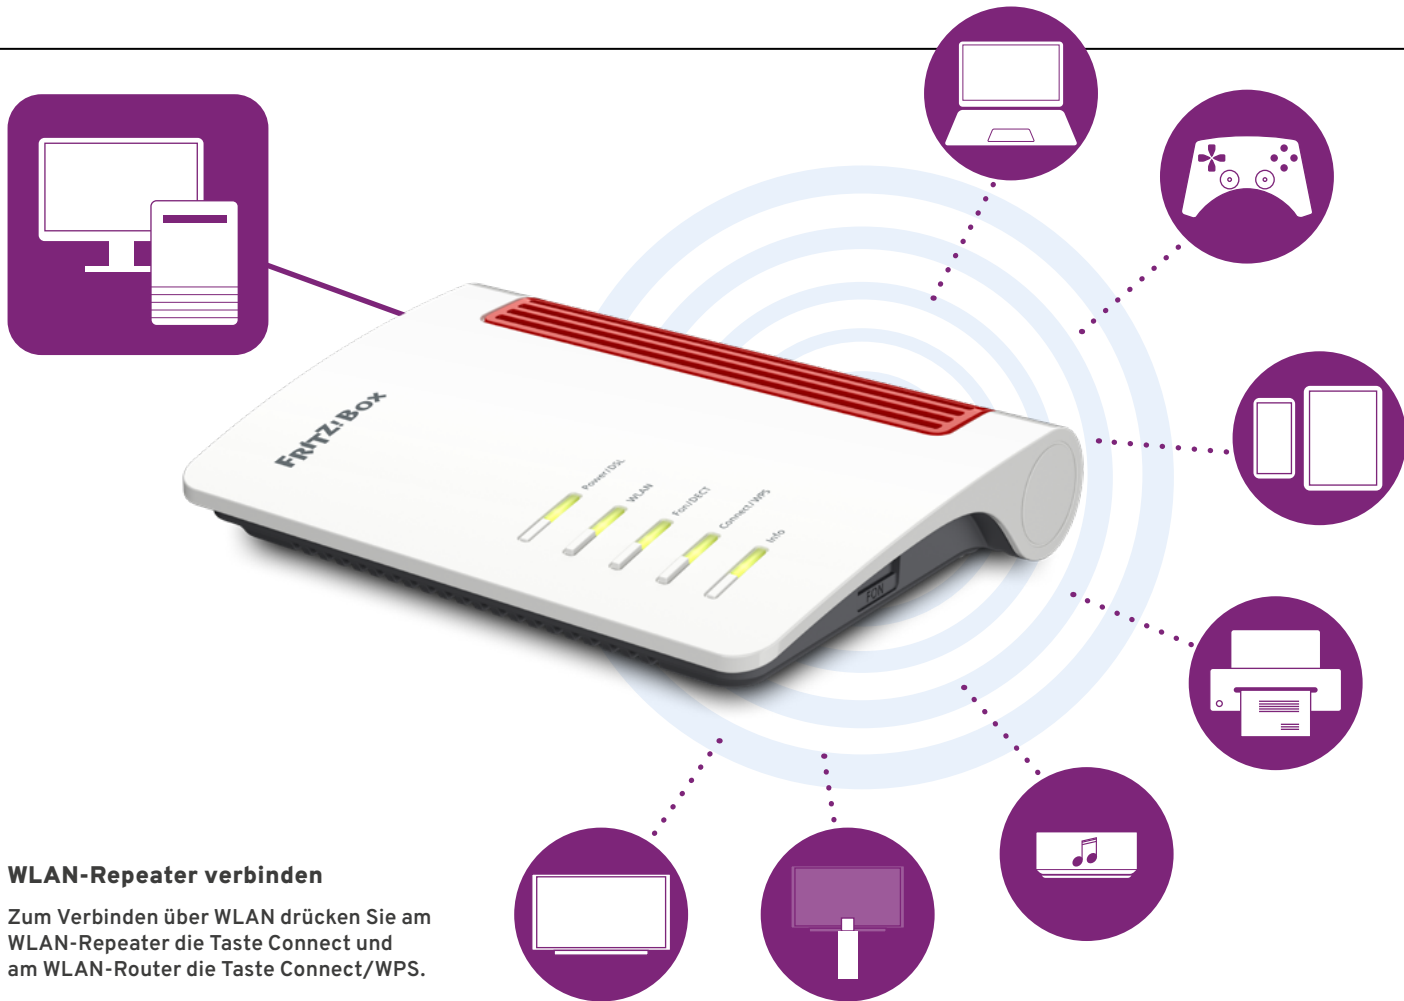 FRITZ!Box
Power/DSL
WLAN
Fon/DECT
Connect/WPS
Info
FON
WLAN-Repeater verbinden
Zum Verbinden über WLAN drücken Sie am
WLAN-Repeater die Taste Connect und
am WLAN-Router die Taste Connect/WPS.